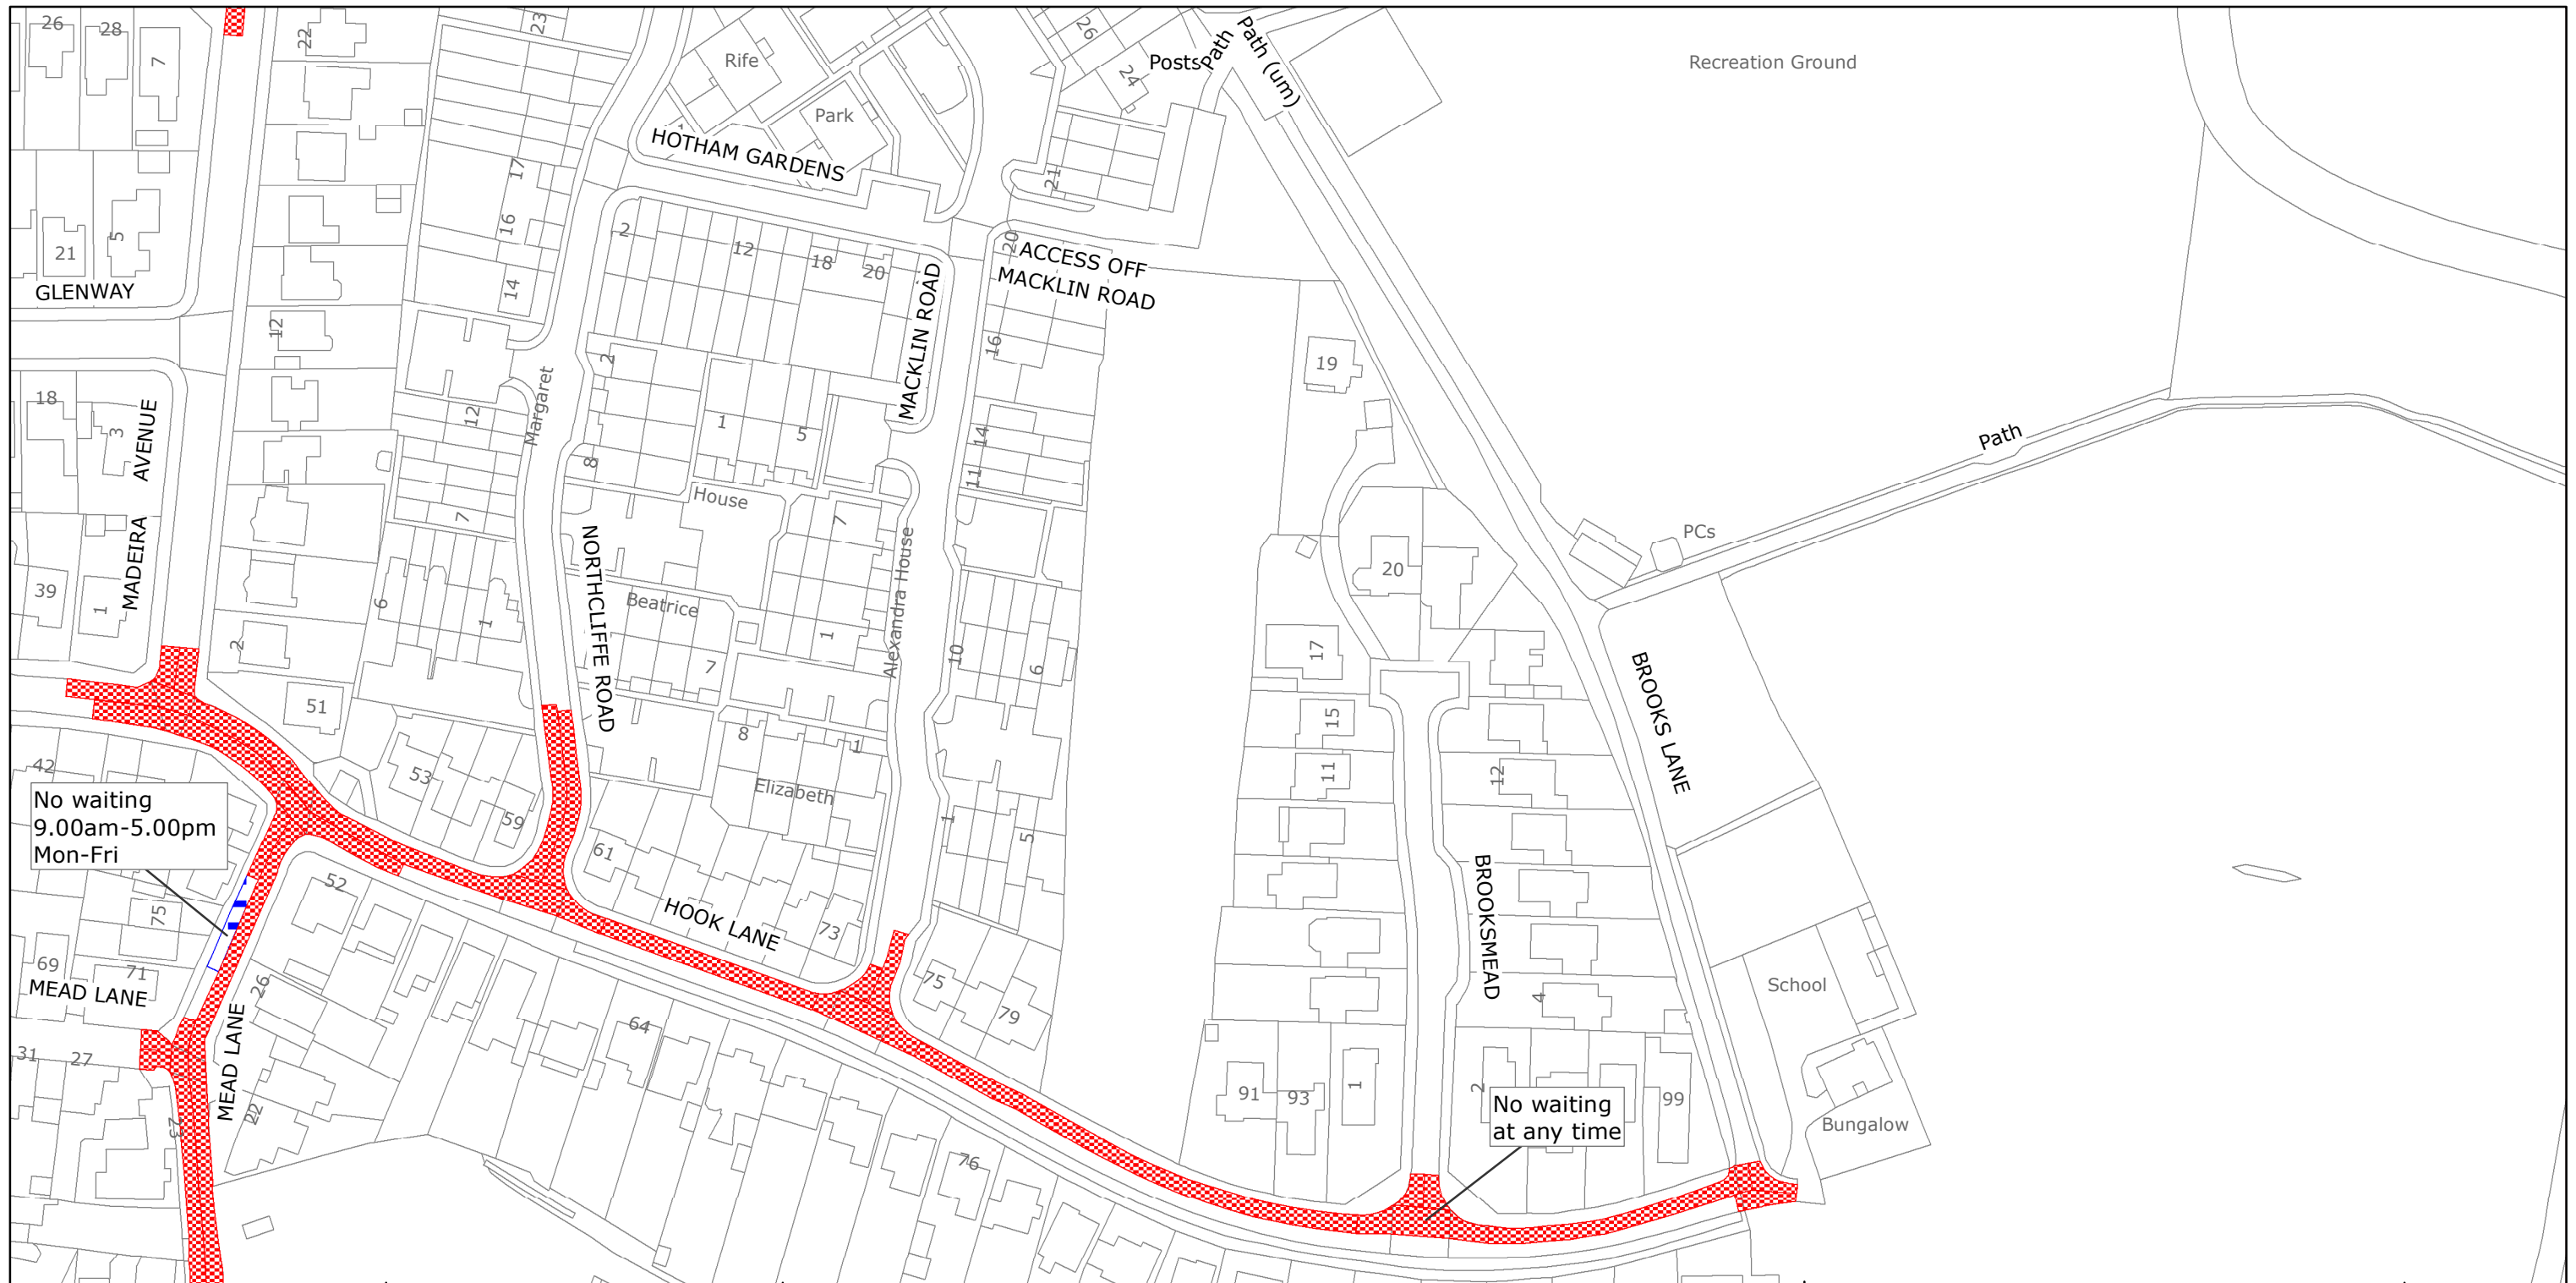 26
28
7
22
23
Rife
Park
HOTHAM GARDENS
26
24
Posts
Path
Path (um)
Recreation Ground
17
16
14
21
5
GLENWAY
12
2
12
18
20
MACKLIN ROAD
21
20
ACCESS OFF
MACKLIN ROAD
16
19
18
3
AVENUE
MADEIRA
39
1
12
7
Margaret
2
8
1
5
House
14
11
7
Path
PCs
20
6
1
2
51
NORTHCLIFFE ROAD
Beatrice
7
1
Alexandra House
10
6
17
15
11
12
BROOKS LANE
42
53
59
8
1
Elizabeth
1
5
No waiting
9.00am-5.00pm
Mon-Fri
61
HOOK LANE
73
75
79
52
75
69
71
MEAD LANE
26
MEAD LANE
31
27
23
22
64
76
BROOKSMEAD
4
School
Bungalow
91
93
1
2
99
No waiting
at any time